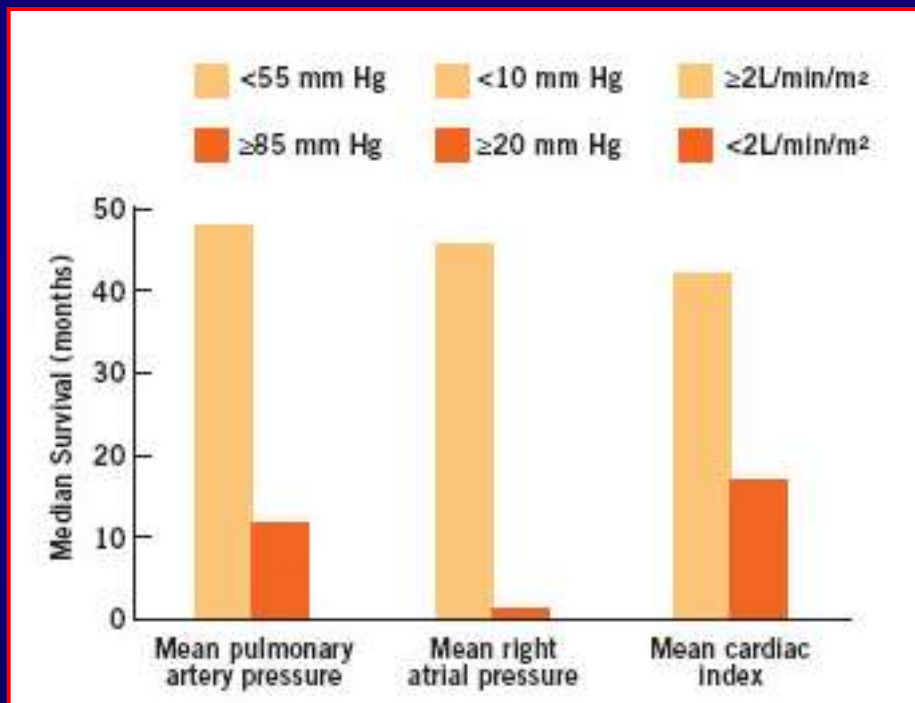 <55 mm Hg <10 mm Hg ≥2L/min/m²
≥85 mm Hg ≥20 mm Hg <2L/min/m²
Median Survival (months)
50
40
30
20
10
0
Mean pulmonary
artery pressure
Mean right
atrial pressure
Mean cardiac
index